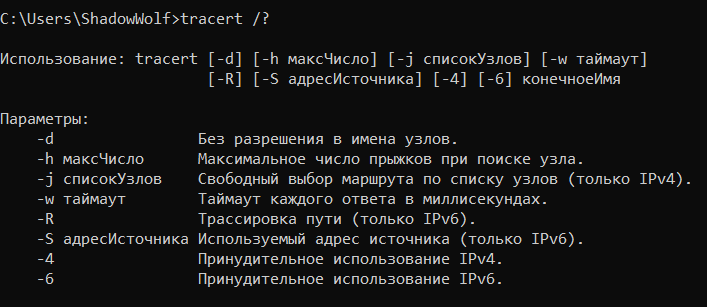 C:\Users\ShadowWolf>tracert /?
Использование: tracert [-d] [-h максЧисло] [-j списокУзлов] [-w таймаут]
[-R] [-S адресИсточника] [-4] [-6] конечноеИмя
Параметры:
-d Без разрешения в имена узлов.
-h максЧисло Максимальное число прыжков при поиске узла.
-j списокУзлов Свободный выбор маршрута по списку узлов (только IPv4).
-w таймаут Таймаут каждого ответа в миллисекундах.
-R Трассировка пути (только IPv6).
-S адресИсточника Используемый адрес источника (только IPv6).
-4 Принудительное использование IPv4.
-6 Принудительное использование IPv6.